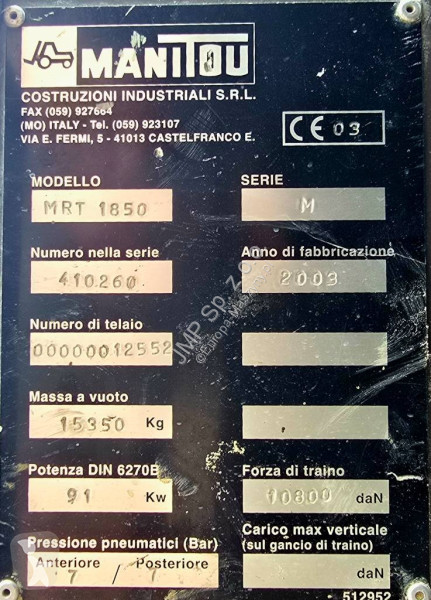 MANITOU
COSTRUZIONI INDUSTRIALI S.R.L.
FAX (059) 927664
(MO) ITALY - Tel. (059) 923107
VIA E. FERMI, 5 - 41013 CASTELFRANCO E.
CE 03
MODELLO SERIE
MRT 1850 M
Numero nella serie Anno di fabbricazione
410260 2003
Numero di telaio
00000012552
Massa a vuoto
15350 Kg
Potenza DIN 6270B Forza di traino
91 Kw 10800 daN
Pressione pneumatici (Bar) Carico max verticale
(sul gancio di traino)
Anteriore / Posteriore daN
7
512952
JMP Sp. z o.o.